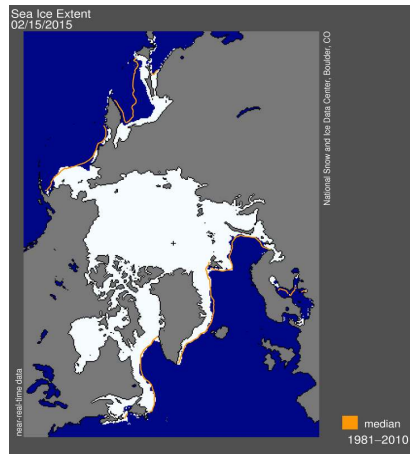 Sea Ice Extent
02/15/2015
National Snow and Ice Data Center, Boulder, CO
near-real-time data
median
1981–2010